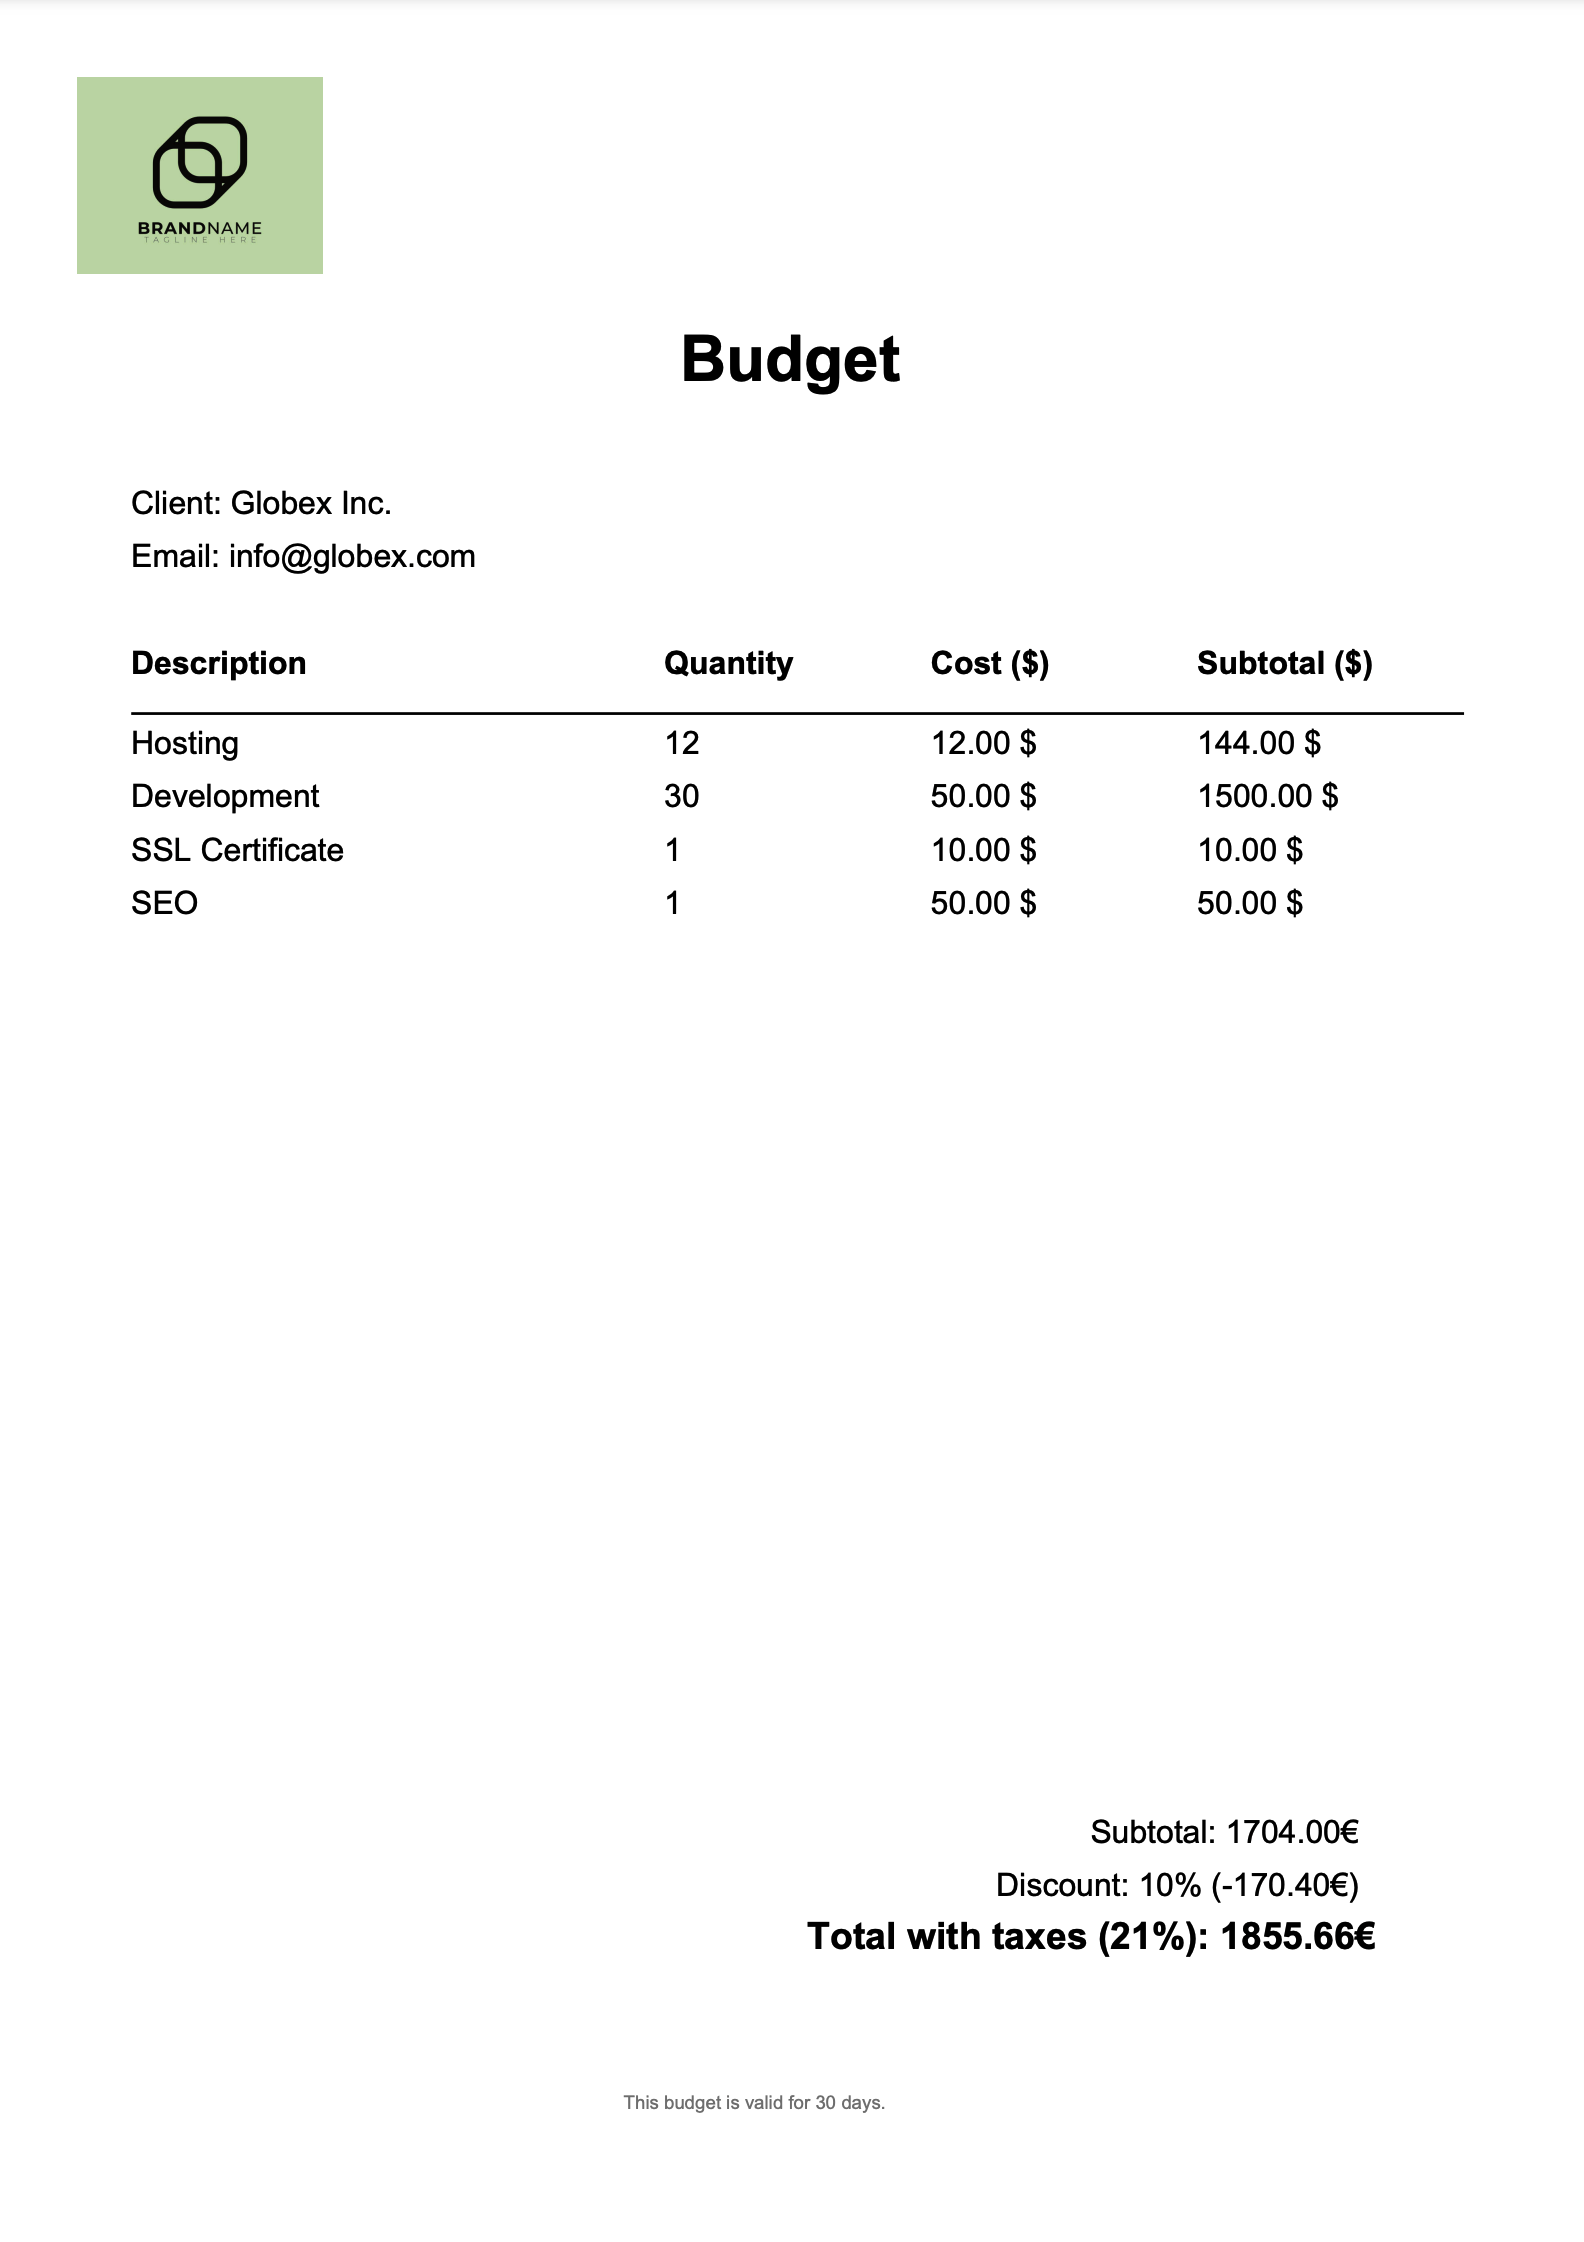 BRANDNAME
TAGLINE HERE
Budget
Client: Globex Inc.
Email: info@globex.com
Description Quantity Cost ($) Subtotal ($)
Hosting 12 12.00 $ 144.00 $
Development 30 50.00 $ 1500.00 $
SSL Certificate 1 10.00 $ 10.00 $
SEO 1 50.00 $ 50.00 $
Subtotal: 1704.00€
Discount: 10% (-170.40€)
Total with taxes (21%): 1855.66€
This budget is valid for 30 days.